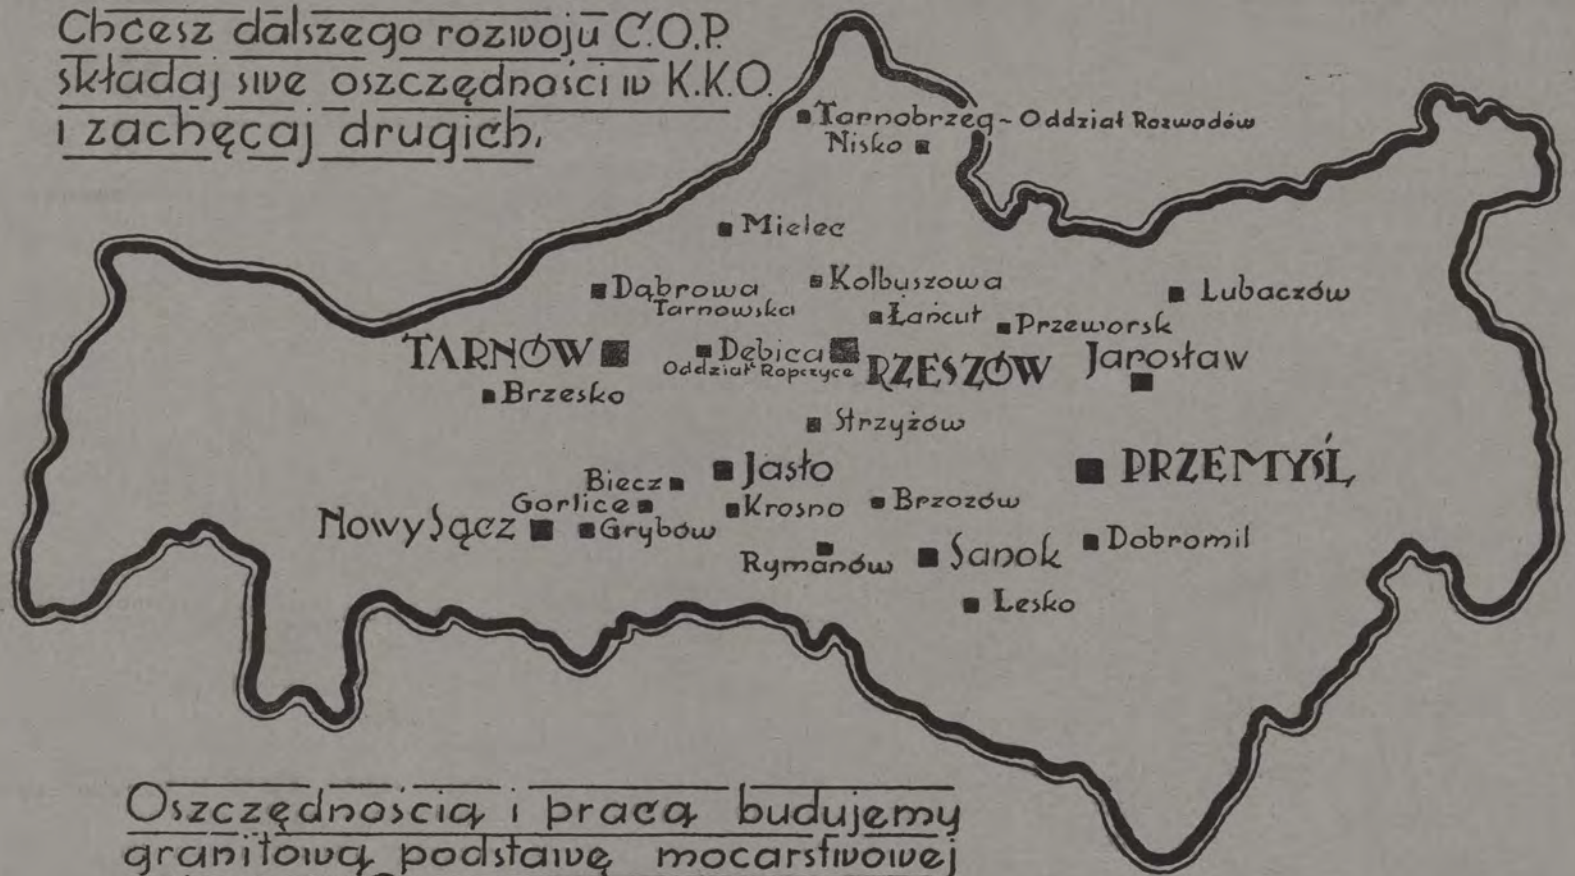 Chcesz dalszego rozwoju C.O.P.
składaj swe oszczędności w K.K.O.
i zachęcaj drugich.
Tarnobrzeg - Oddział Rozwadów
Nisko
Mielec
Dąbrowa
Tarnowska
Kolbuszowa
Łańcut
Przeworsk
Lubaczów
TARNÓW
Dębica
Oddział Ropczyce
RZESZÓW
Jarosław
Brzesko
Strzyżów
Jasło
PRZEMYŚL
Biecz
Gorlice
Krosno
Brzozów
Nowy Sącz
Grybów
Rymanów
Sanok
Dobromil
Lesko
Oszczędnością i pracą budujemy
granitową podstawę mocarstwowej